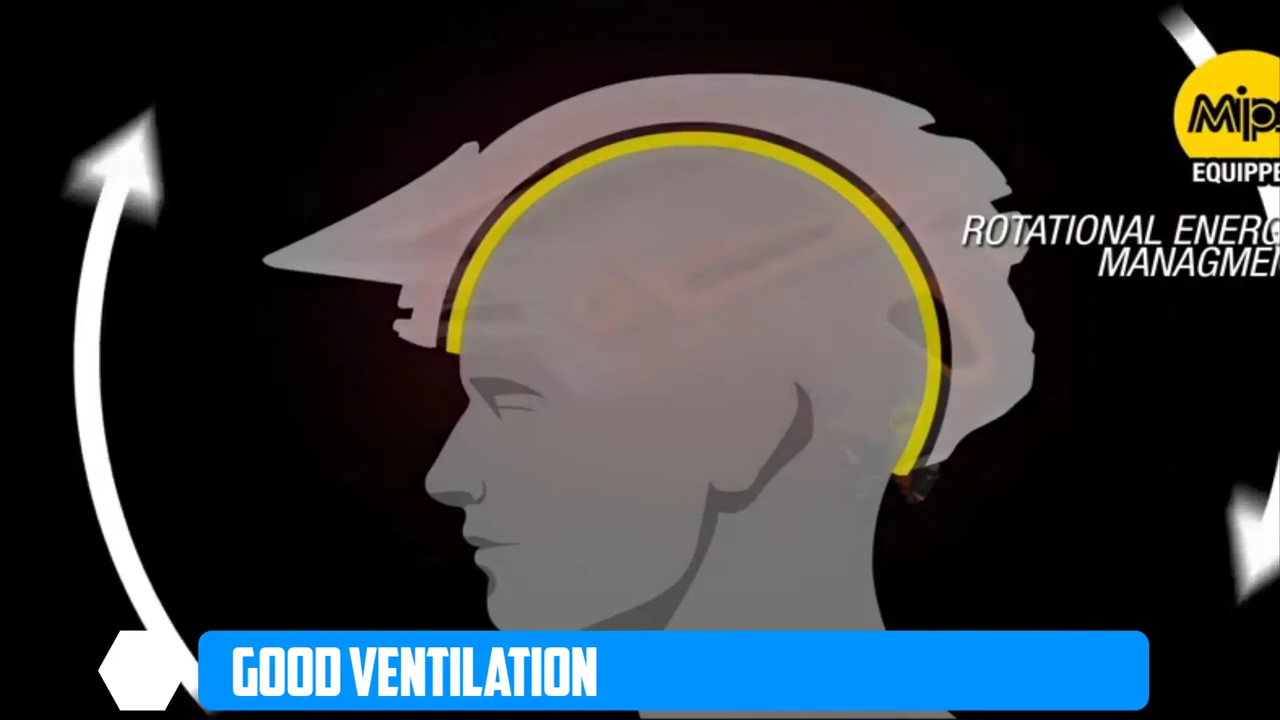 Mip
EQUIPPE
ROTATIONAL ENERG
MANAGMEN
GOOD VENTILATION